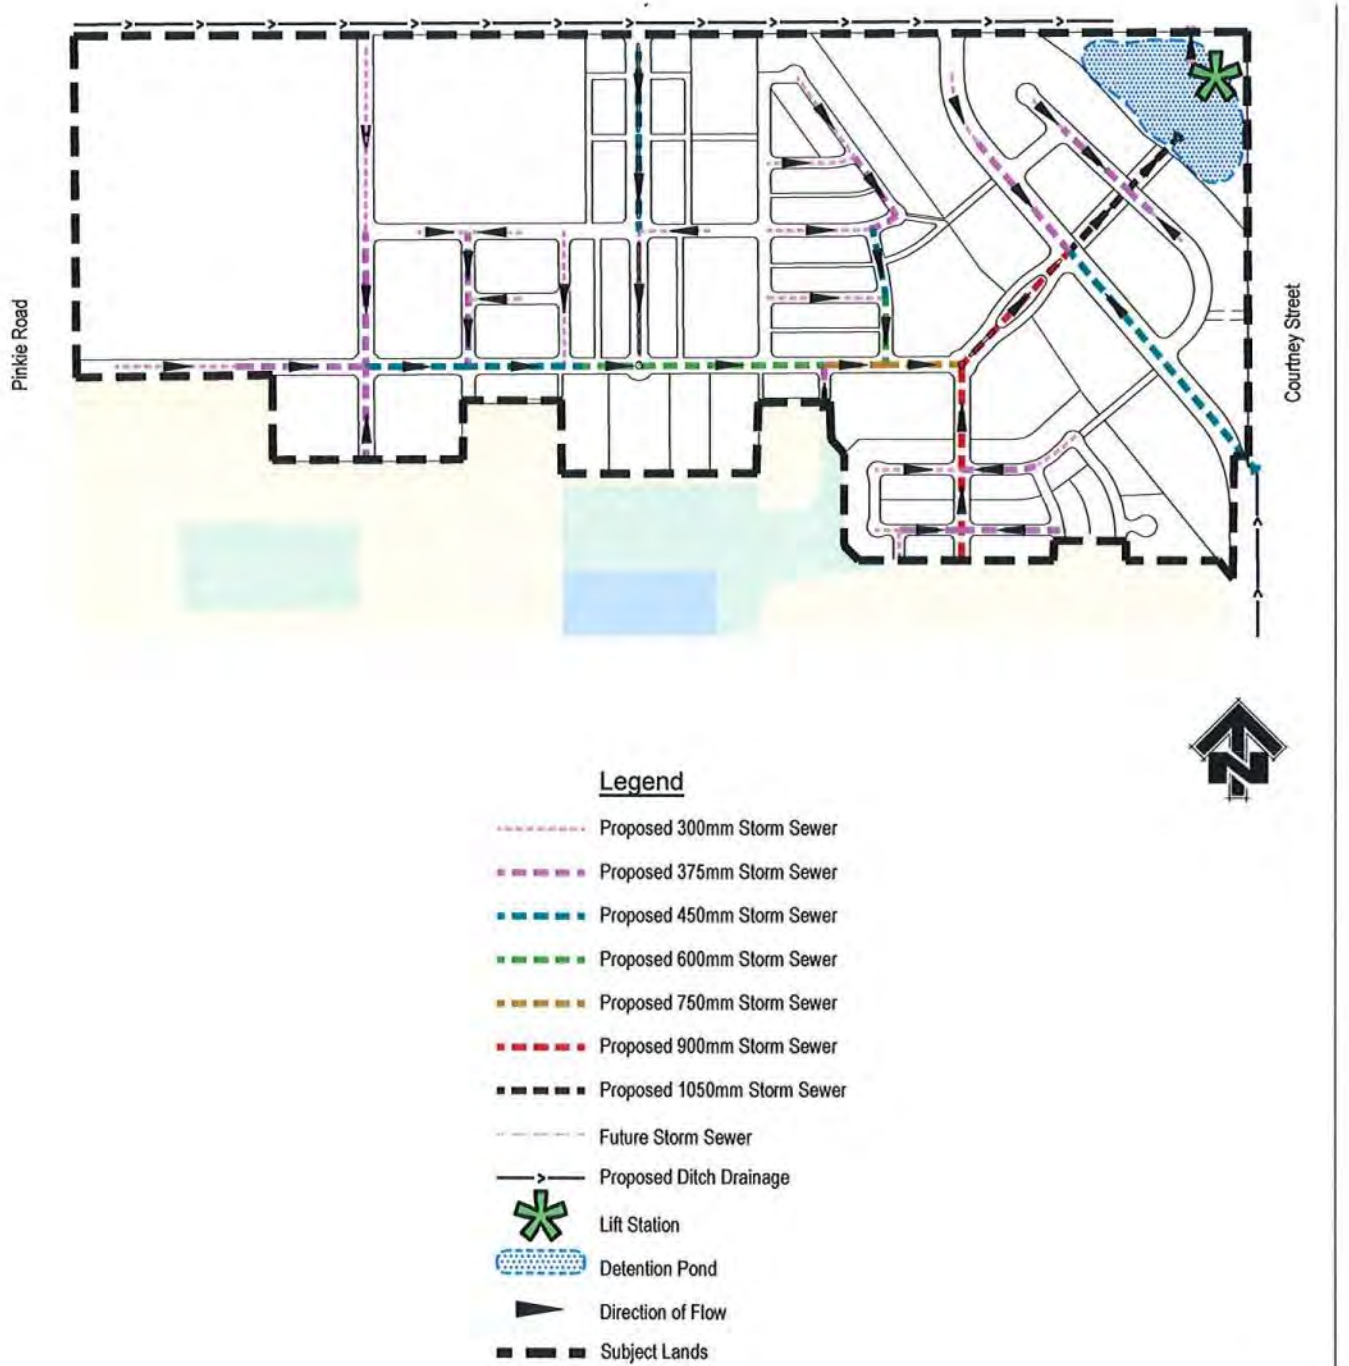 Pinkie Road
Courtney Street
N
Legend
Proposed 300mm Storm Sewer
Proposed 375mm Storm Sewer
Proposed 450mm Storm Sewer
Proposed 600mm Storm Sewer
Proposed 750mm Storm Sewer
Proposed 900mm Storm Sewer
Proposed 1050mm Storm Sewer
Future Storm Sewer
Proposed Ditch Drainage
Lift Station
Detention Pond
Direction of Flow
Subject Lands